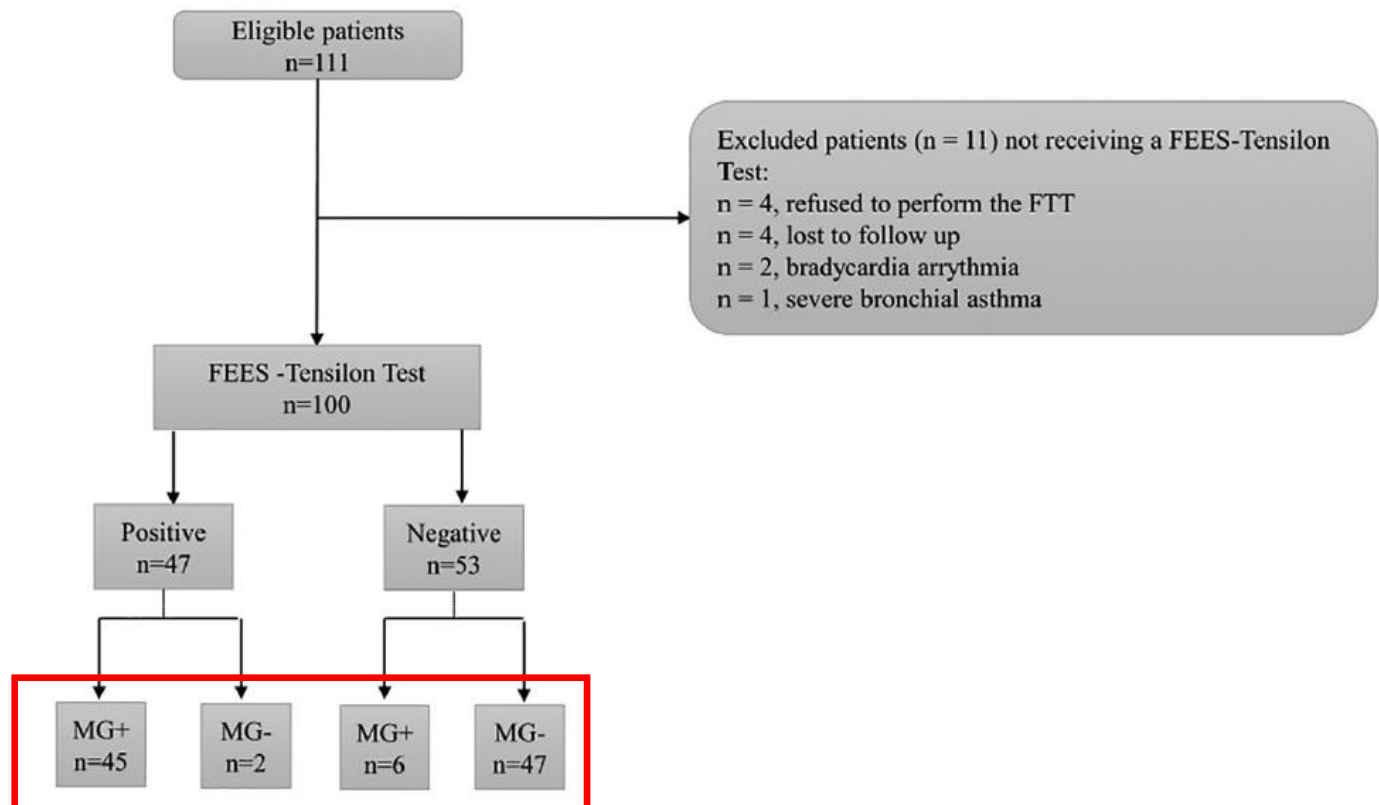 Eligible patients
n=111
Excluded patients (n = 11) not receiving a FEES-Tensilon
Test:
n = 4, refused to perform the FTT
n = 4, lost to follow up
n = 2, bradycardia arrythmia
n = 1, severe bronchial asthma
FEES -Tensilon Test
n=100
Positive
n=47
Negative
n=53
MG+
n=45
MG-
n=2
MG+
n=6
MG-
n=47